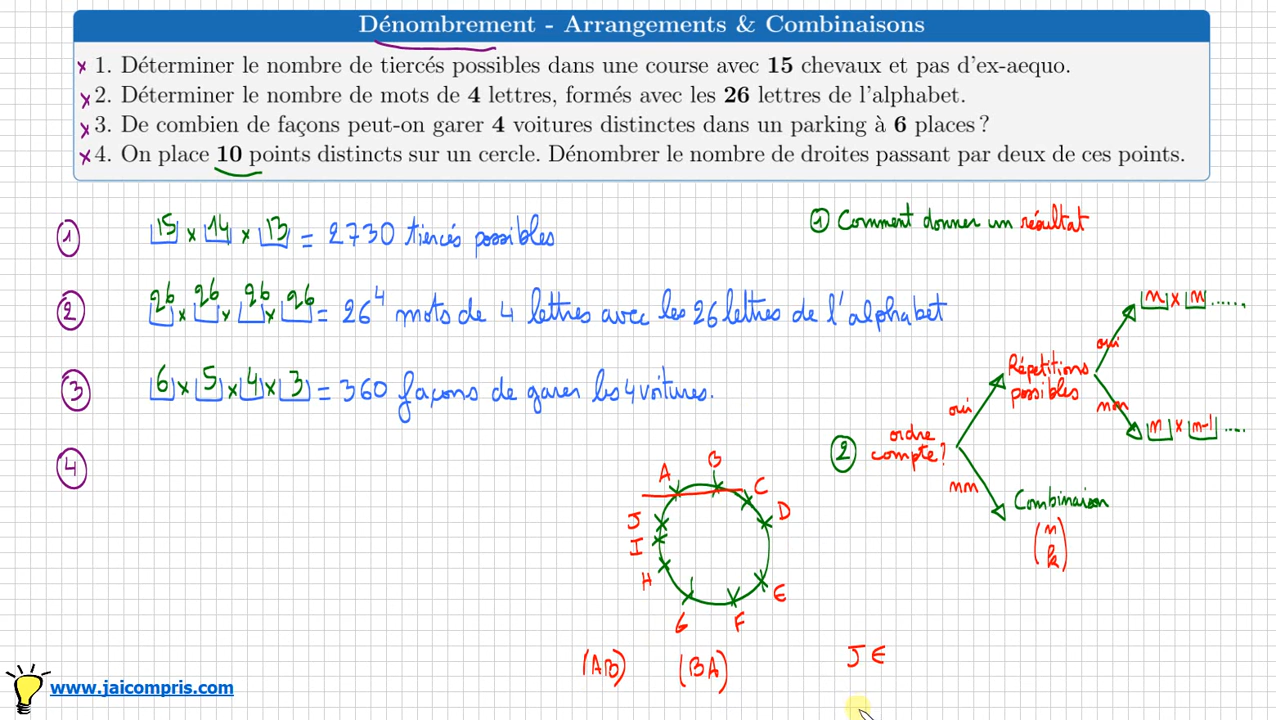 Dénombrement - Arrangements & Combinaisons
× 1. Déterminer le nombre de tiercés possibles dans une course avec 15 chevaux et pas d'ex-aequo.
× 2. Déterminer le nombre de mots de 4 lettres, formés avec les 26 lettres de l'alphabet.
× 3. De combien de façons peut-on garer 4 voitures distinctes dans un parking à 6 places ?
× 4. On place 10 points distincts sur un cercle. Dénombrer le nombre de droites passant par deux de ces points.
① 15 × 14 × 13 = 2730 tiercés possibles
② 26 × 26 × 26 × 26 = 26⁴ mots de 4 lettres avec les 26 lettres de l'alphabet
③ 6 × 5 × 4 × 3 = 360 façons de garer les 4 voitures.
④
A B C D E F G H I J
(AB) (BA) J E
① Comment donner un résultat
② ordre compte ?
oui
Répétitions possibles
oui
n × n ......
non
n × n-1 ....
non
Combinaison
(n
k)
www.jaicompris.com